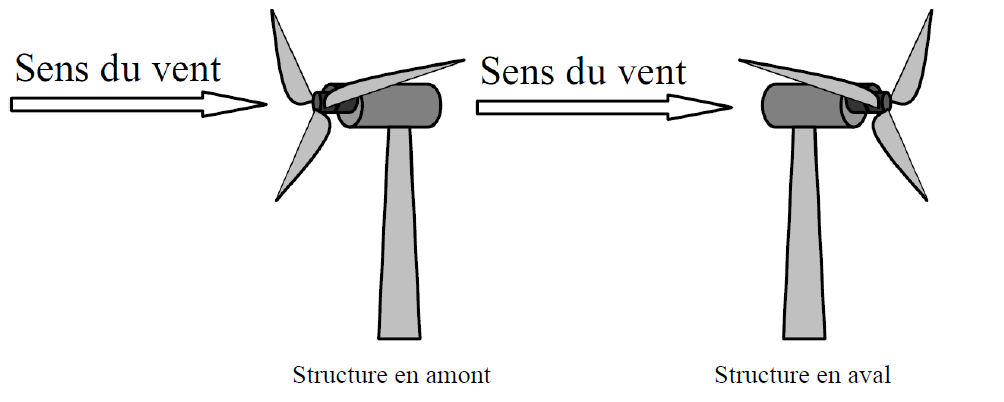 Sens du vent
Sens du vent
Structure en amont
Structure en aval